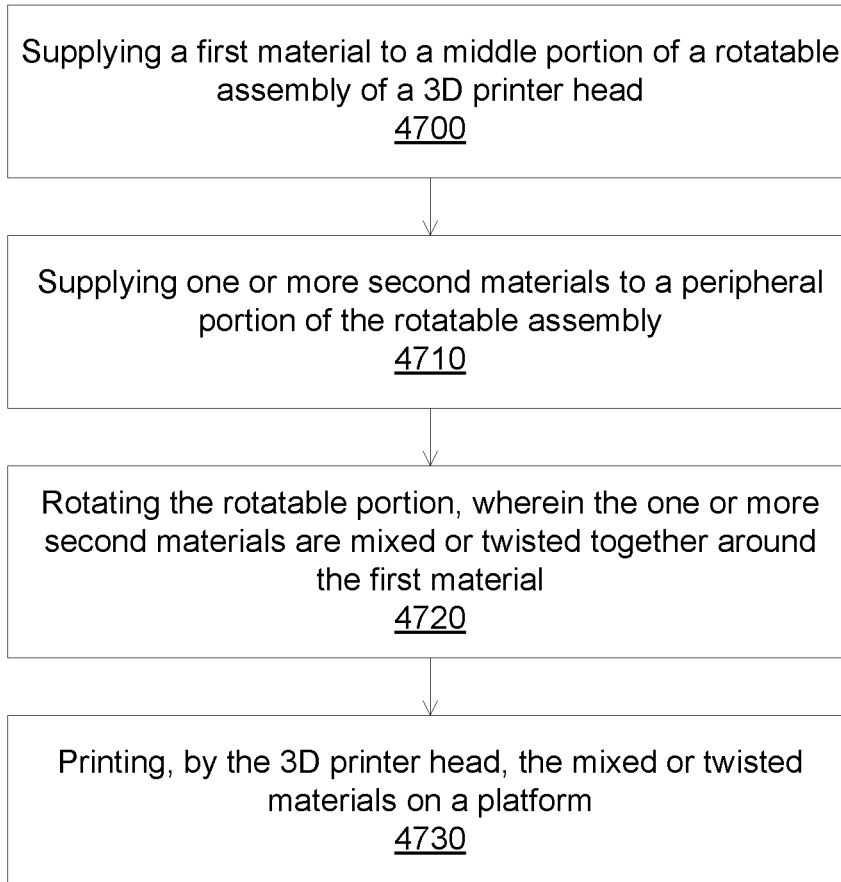 Supplying a first material to a middle portion of a rotatable
assembly of a 3D printer head
4700
Supplying one or more second materials to a peripheral
portion of the rotatable assembly
4710
Rotating the rotatable portion, wherein the one or more
second materials are mixed or twisted together around
the first material
4720
Printing, by the 3D printer head, the mixed or twisted
materials on a platform
4730